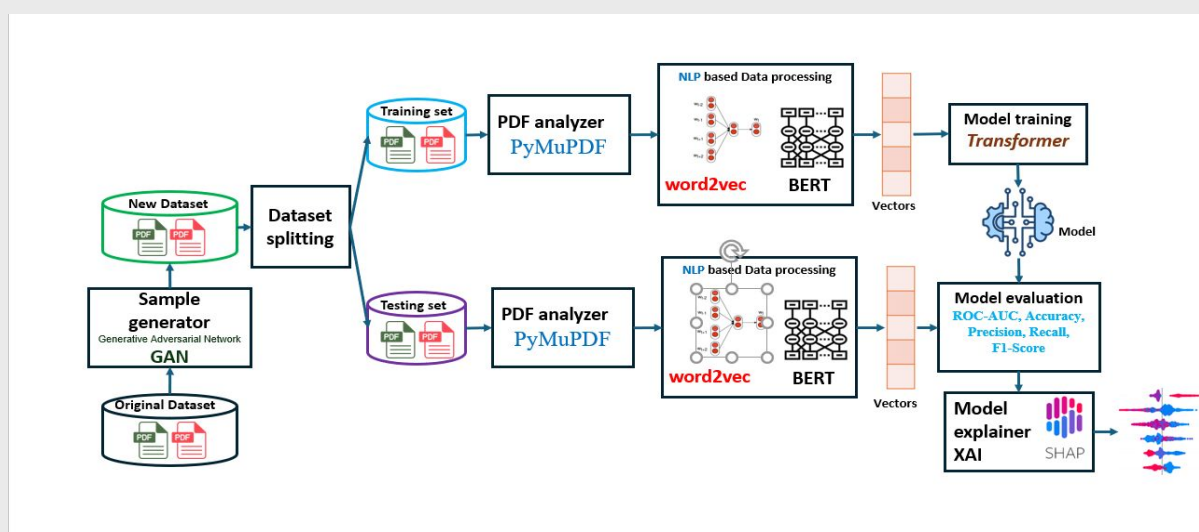 Original Dataset
PDF
PDF
Sample
generator
Generative Adversarial Network
GAN
New Dataset
PDF
PDF
Dataset
splitting
Training set
PDF
PDF
PDF analyzer
PyMuPDF
NLP based Data processing
word2vec
BERT
Vectors
Model training
Transformer
Model
Testing set
PDF
PDF
PDF analyzer
PyMuPDF
NLP based Data processing
word2vec
BERT
Vectors
Model evaluation
ROC-AUC, Accuracy,
Precision, Recall,
F1-Score
Model
explainer
XAI
SHAP